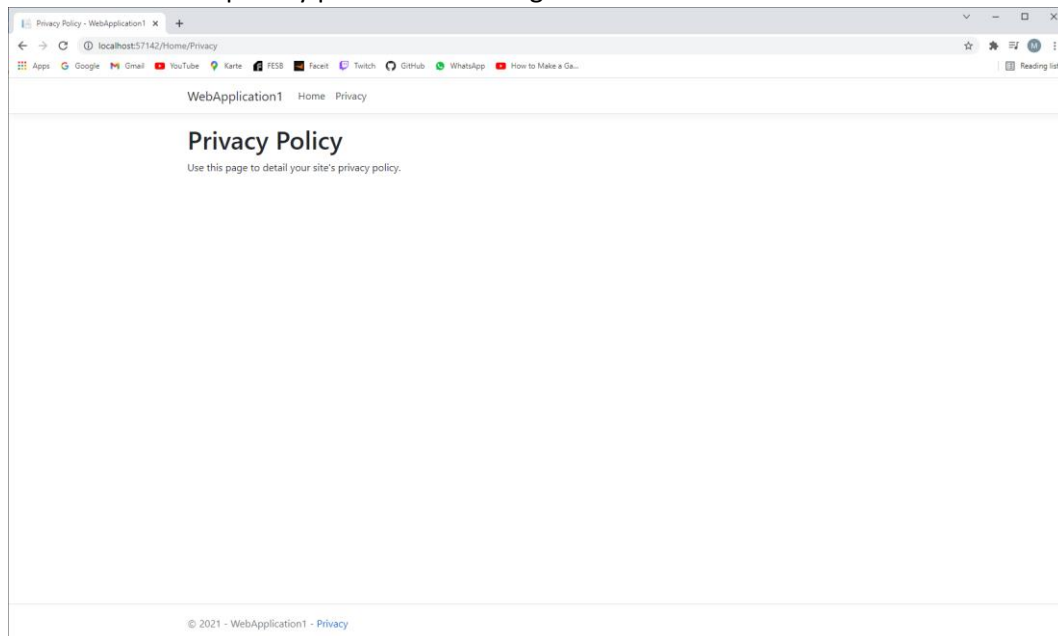 Privacy Policy - WebApplication1
localhost:57142/Home/Privacy
Apps Google Gmail YouTube Karte FESB Faceit Twitch GitHub WhatsApp How to Make a Ga... Reading list
WebApplication1 Home Privacy
Privacy Policy
Use this page to detail your site's privacy policy.
© 2021 - WebApplication1 - Privacy